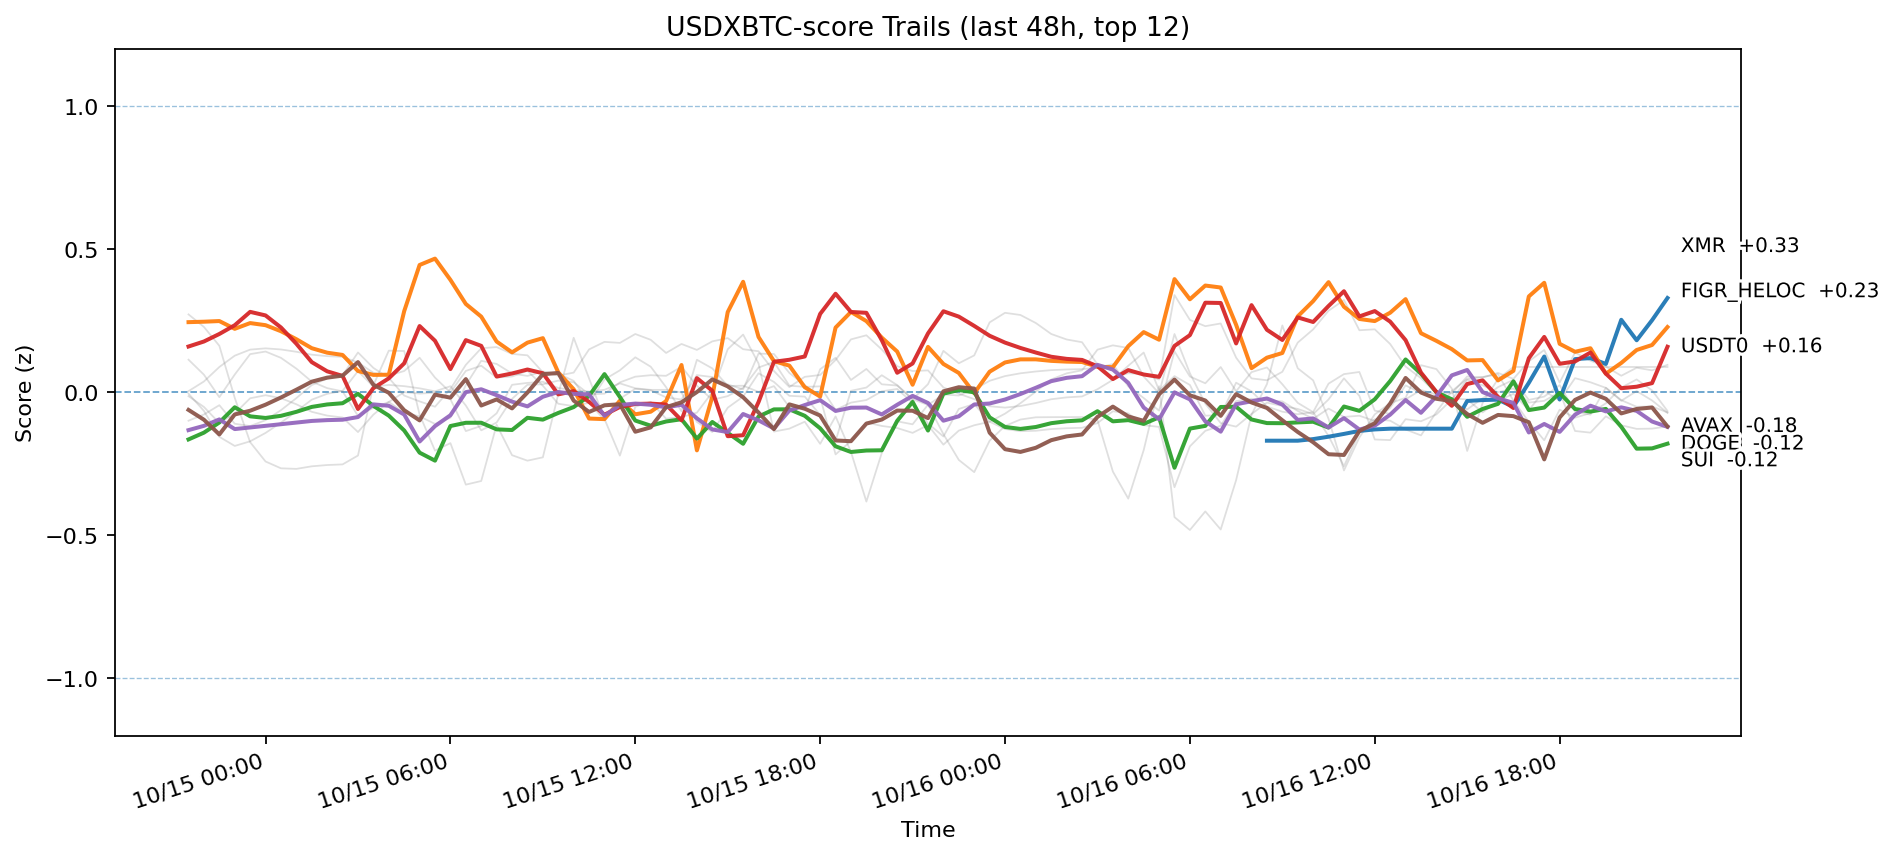 USDXBTC-score Trails (last 48h, top 12)
Score (z)
1.0
0.5
0.0
−0.5
−1.0
XMR +0.33
FIGR_HELOC +0.23
USDT0 +0.16
AVAX -0.18
DOGE -0.12
SUI -0.12
10/15 00:00
10/15 06:00
10/15 12:00
10/15 18:00
10/16 00:00
10/16 06:00
10/16 12:00
10/16 18:00
Time